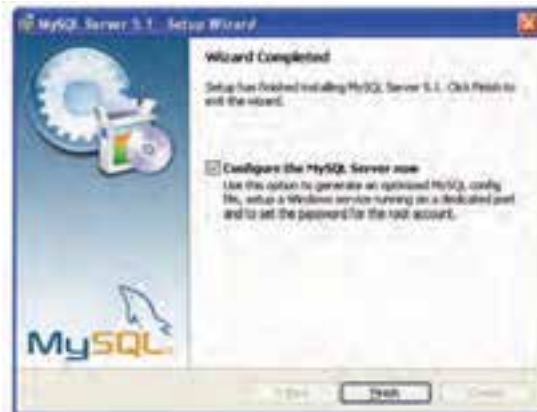 MySQL Server 5.1 - Setup Wizard
Wizard Completed
Setup has finished installing MySQL Server 5.1. Click Finish to
exit the wizard.
Configure the MySQL Server now
Use this option to generate an optimized MySQL config
file, setup a Windows service running on a dedicated port
and to set the password for the root account.
MySQL
< Back
Finish
Cancel